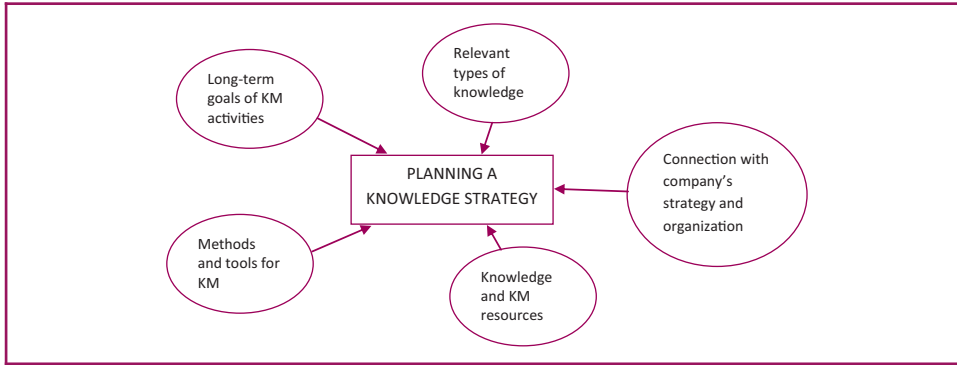 Relevant
types of
knowledge
Long-term
goals of KM
activities
PLANNING A
KNOWLEDGE STRATEGY
Connection with
company’s
strategy and
organization
Methods
and tools for
KM
Knowledge
and KM
resources